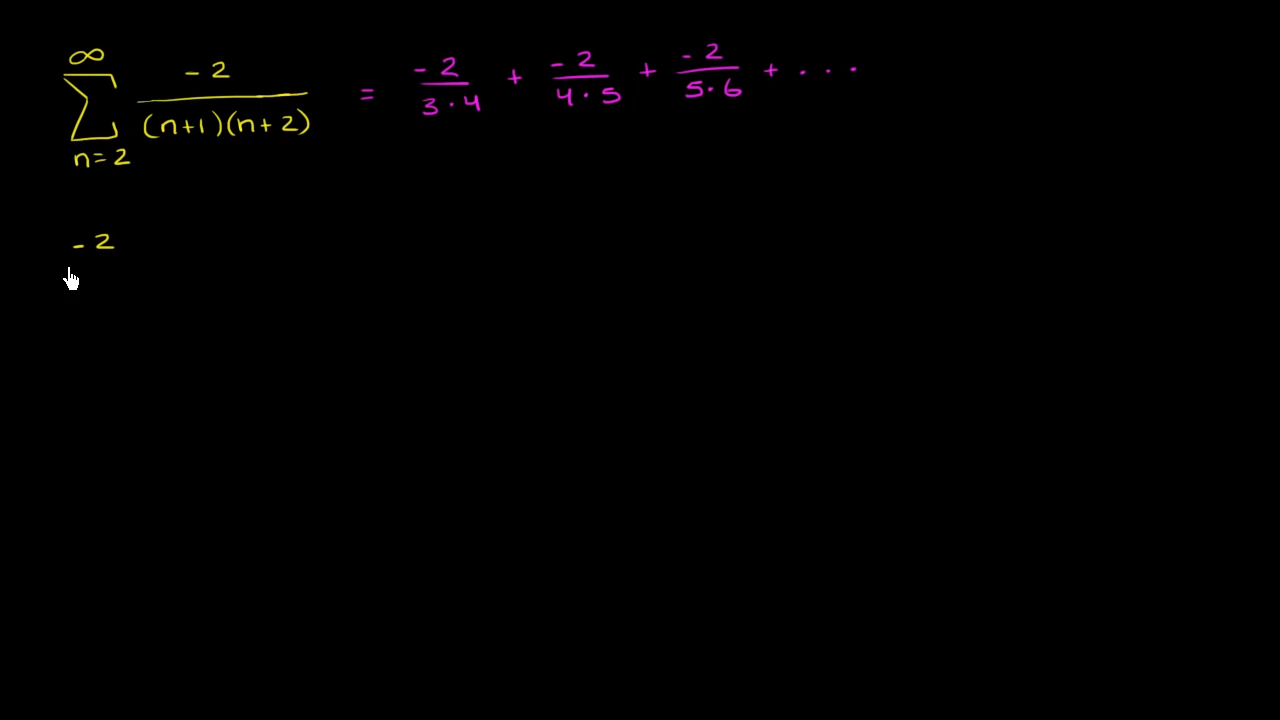 ∞
∑ -2 / (n+1)(n+2) = -2 / 3·4 + -2 / 4·5 + -2 / 5·6 + ...
n=2
-2